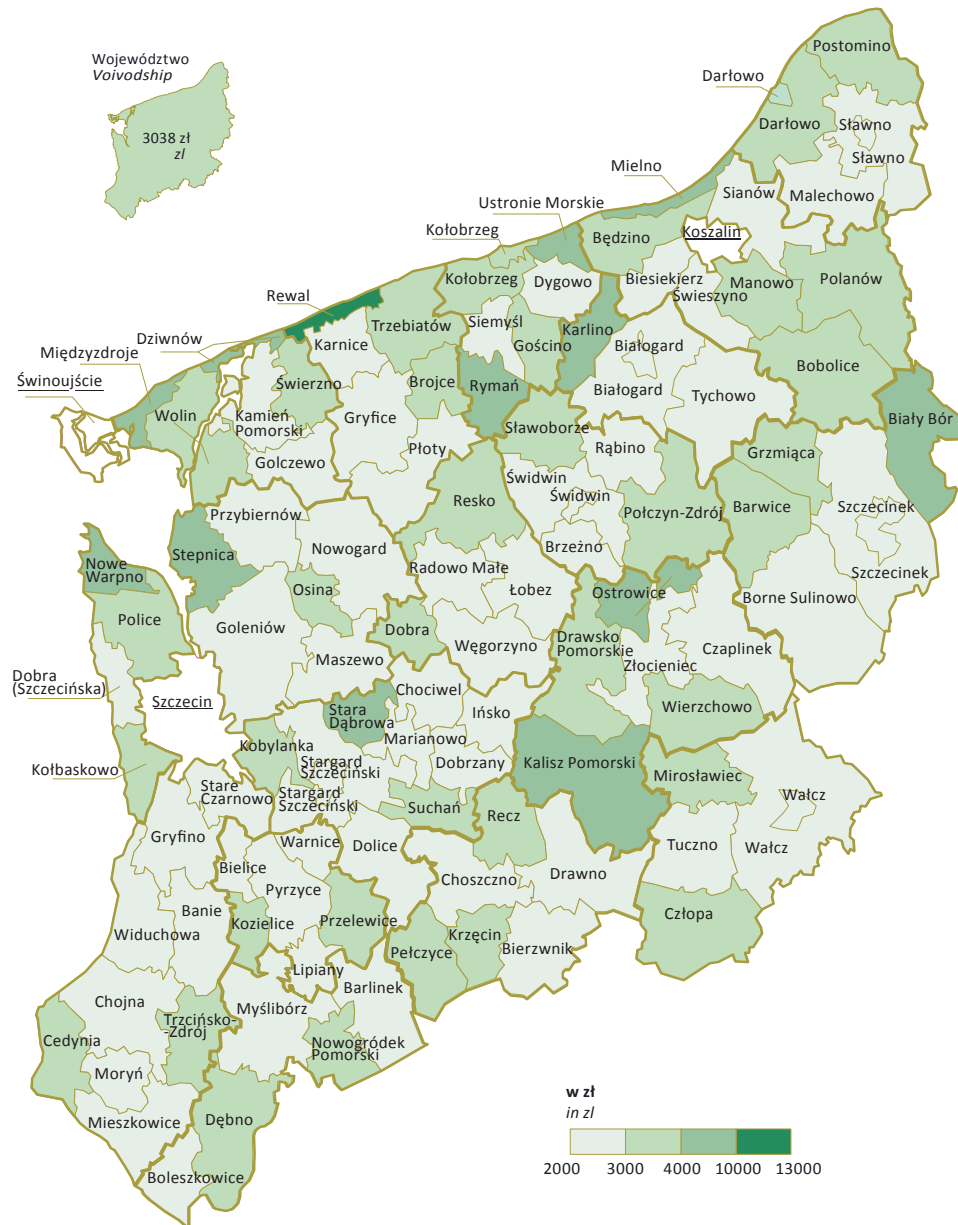 Województwo
Voivodship
3038 zł
zl
Postomino
Darłowo
Darłowo
Sławno
Sławno
Mielno
Sianów
Malechowo
Ustronie Morskie
Koszalin
Kołobrzeg
Będzino
Kołobrzeg
Dygowo
Biesiekierz
Świeszyno
Manowo
Polanów
Rewal
Trzebiatów
Siemyśl
Gościno
Karlino
Białogard
Białogard
Karnice
Dziwnów
Międzyzdroje
Świnoujście
Świerzno
Brojce
Rymań
Bobolice
Tychowo
Biały Bór
Wolin
Kamień
Pomorski
Gryfice
Sławoborze
Płoty
Rąbino
Golczewo
Grzmiąca
Resko
Świdwin
Świdwin
Połczyn-Zdrój
Barwice
Szczecinek
Przybiernów
Stepnica
Nowogard
Brzeżno
Nowe
Warpno
Radowo Małe
Ostrowice
Szczecinek
Osina
Łobez
Borne Sulinowo
Police
Goleniów
Dobra
Drawsko
Pomorskie
Węgorzyno
Czaplinek
Maszewo
Złocieniec
Dobra
(Szczecińska)
Szczecin
Chociwel
Stara
Dąbrowa
Ińsko
Wierzchowo
Kobylanka
Marianowo
Stargard
Szczeciński
Dobrzany
Kalisz Pomorski
Kołbaskowo
Mirosławiec
Stare
Czarnowo
Stargard
Szczeciński
Suchań
Recz
Wałcz
Gryfino
Warnice
Dolice
Tuczno
Wałcz
Bielice
Pyrzyce
Choszczno
Drawno
Banie
Kozielice
Przelewice
Człopa
Widuchowa
Krzęcin
Pełczyce
Bierzwnik
Lipiany
Barlinek
Chojna
Myślibórz
Trzcińsko-
-Zdrój
Cedynia
Nowogródek
Pomorski
Moryń
Mieszkowice
Dębno
Boleszkowice
w zł
in zl
2000 3000 4000 10000 13000